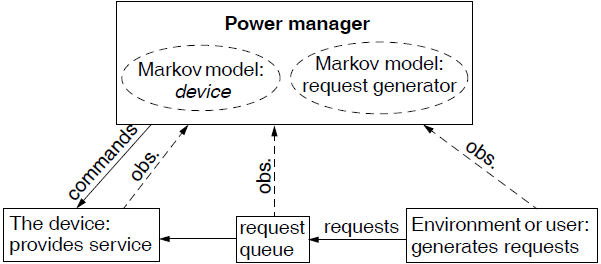 Power manager
Markov model:
device
Markov model:
request generator
commands
obs.
obs.
obs.
The device:
provides service
request
queue
requests
Environment or user:
generates requests